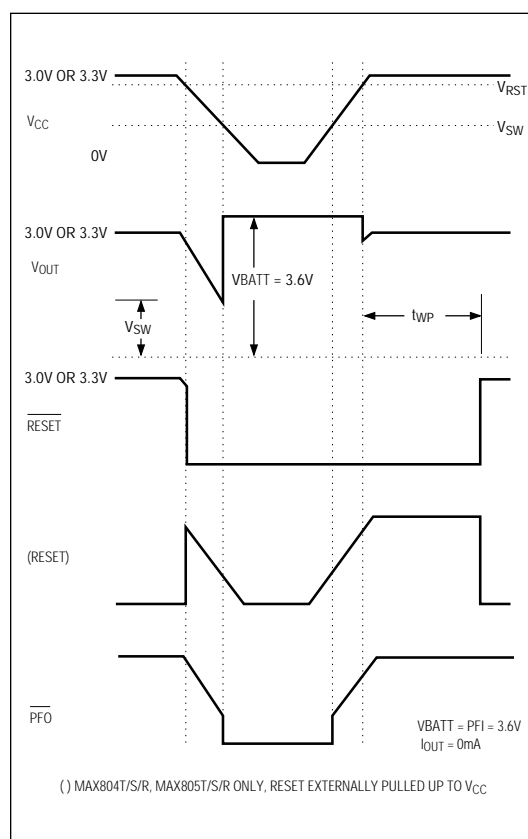 3.0V OR 3.3V
VRST
VCC
VSW
0V
3.0V OR 3.3V
VOUT
VBATT = 3.6V
VSW
tWP
3.0V OR 3.3V
RESET
(RESET)
PFO
VBATT = PFI = 3.6V
IOUT = 0mA
( ) MAX804T/S/R, MAX805T/S/R ONLY, RESET EXTERNALLY PULLED UP TO VCC